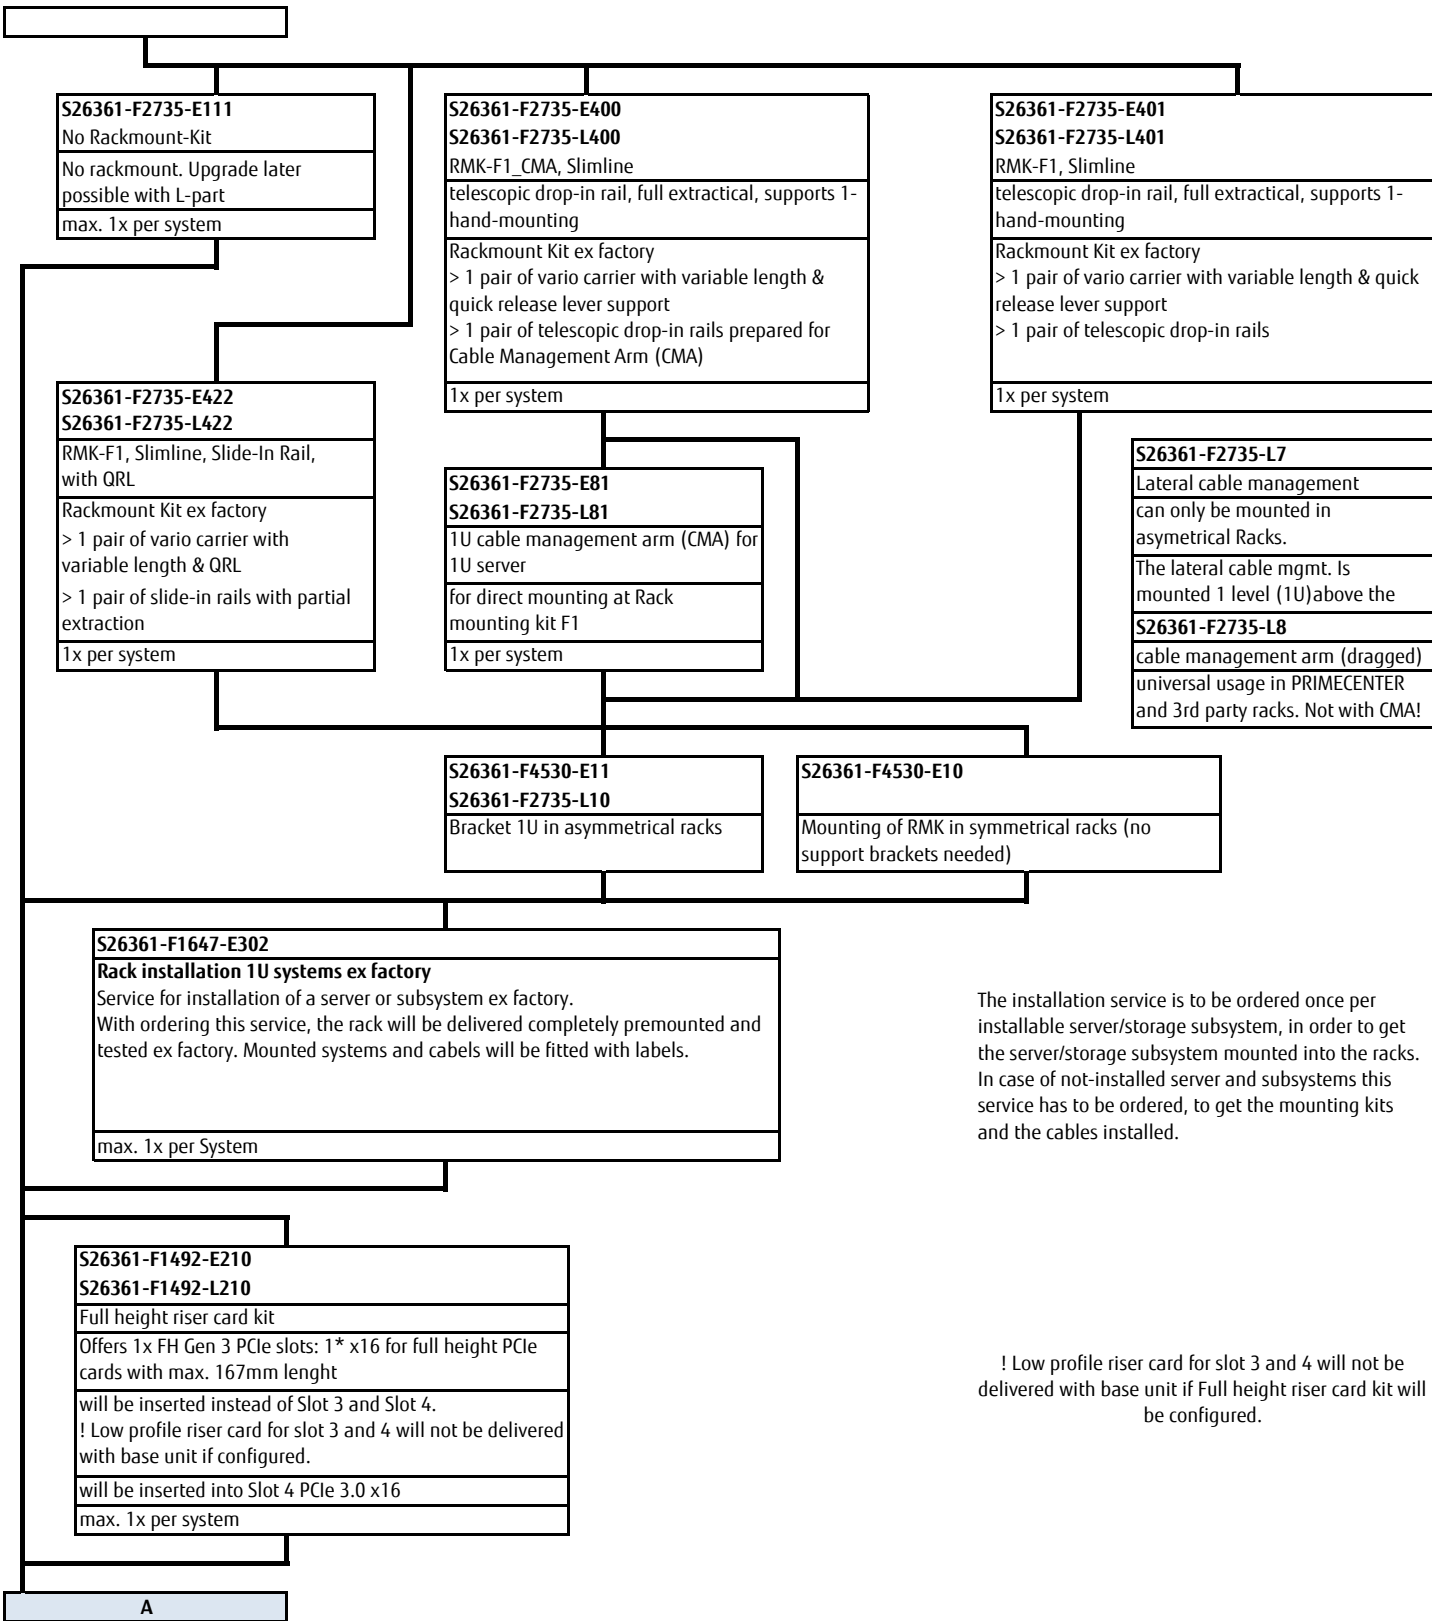 S26361-F2735-E111
No Rackmount-Kit
No rackmount. Upgrade later
possible with L-part
max. 1x per system
S26361-F2735-E400
S26361-F2735-L400
RMK-F1_CMA, Slimline
telescopic drop-in rail, full extractical, supports 1-
hand-mounting
Rackmount Kit ex factory
> 1 pair of vario carrier with variable length &
quick release lever support
> 1 pair of telescopic drop-in rails prepared for
Cable Management Arm (CMA)
1x per system
S26361-F2735-E401
S26361-F2735-L401
RMK-F1, Slimline
telescopic drop-in rail, full extractical, supports 1-
hand-mounting
Rackmount Kit ex factory
> 1 pair of vario carrier with variable length & quick
release lever support
> 1 pair of telescopic drop-in rails
1x per system
S26361-F2735-E422
S26361-F2735-L422
RMK-F1, Slimline, Slide-In Rail,
with QRL
Rackmount Kit ex factory
> 1 pair of vario carrier with
variable length & QRL
> 1 pair of slide-in rails with partial
extraction
1x per system
S26361-F2735-E81
S26361-F2735-L81
1U cable management arm (CMA) for
1U server
for direct mounting at Rack
mounting kit F1
1x per system
S26361-F2735-L7
Lateral cable management
can only be mounted in
asymetrical Racks.
The lateral cable mgmt. Is
mounted 1 level (1U)above the
S26361-F2735-L8
cable management arm (dragged)
universal usage in PRIMECENTER
and 3rd party racks. Not with CMA!
S26361-F4530-E11
S26361-F2735-L10
Bracket 1U in asymmetrical racks
S26361-F4530-E10
Mounting of RMK in symmetrical racks (no
support brackets needed)
S26361-F1647-E302
Rack installation 1U systems ex factory
Service for installation of a server or subsystem ex factory.
With ordering this service, the rack will be delivered completely premounted and
tested ex factory. Mounted systems and cabels will be fitted with labels.
max. 1x per System
The installation service is to be ordered once per
installable server/storage subsystem, in order to get
the server/storage subsystem mounted into the racks.
In case of not-installed server and subsystems this
service has to be ordered, to get the mounting kits
and the cables installed.
S26361-F1492-E210
S26361-F1492-L210
Full height riser card kit
Offers 1x FH Gen 3 PCIe slots: 1* x16 for full height PCIe
cards with max. 167mm lenght
will be inserted instead of Slot 3 and Slot 4.
! Low profile riser card for slot 3 and 4 will not be delivered
with base unit if configured.
will be inserted into Slot 4 PCIe 3.0 x16
max. 1x per system
! Low profile riser card for slot 3 and 4 will not be
delivered with base unit if Full height riser card kit will
be configured.
A